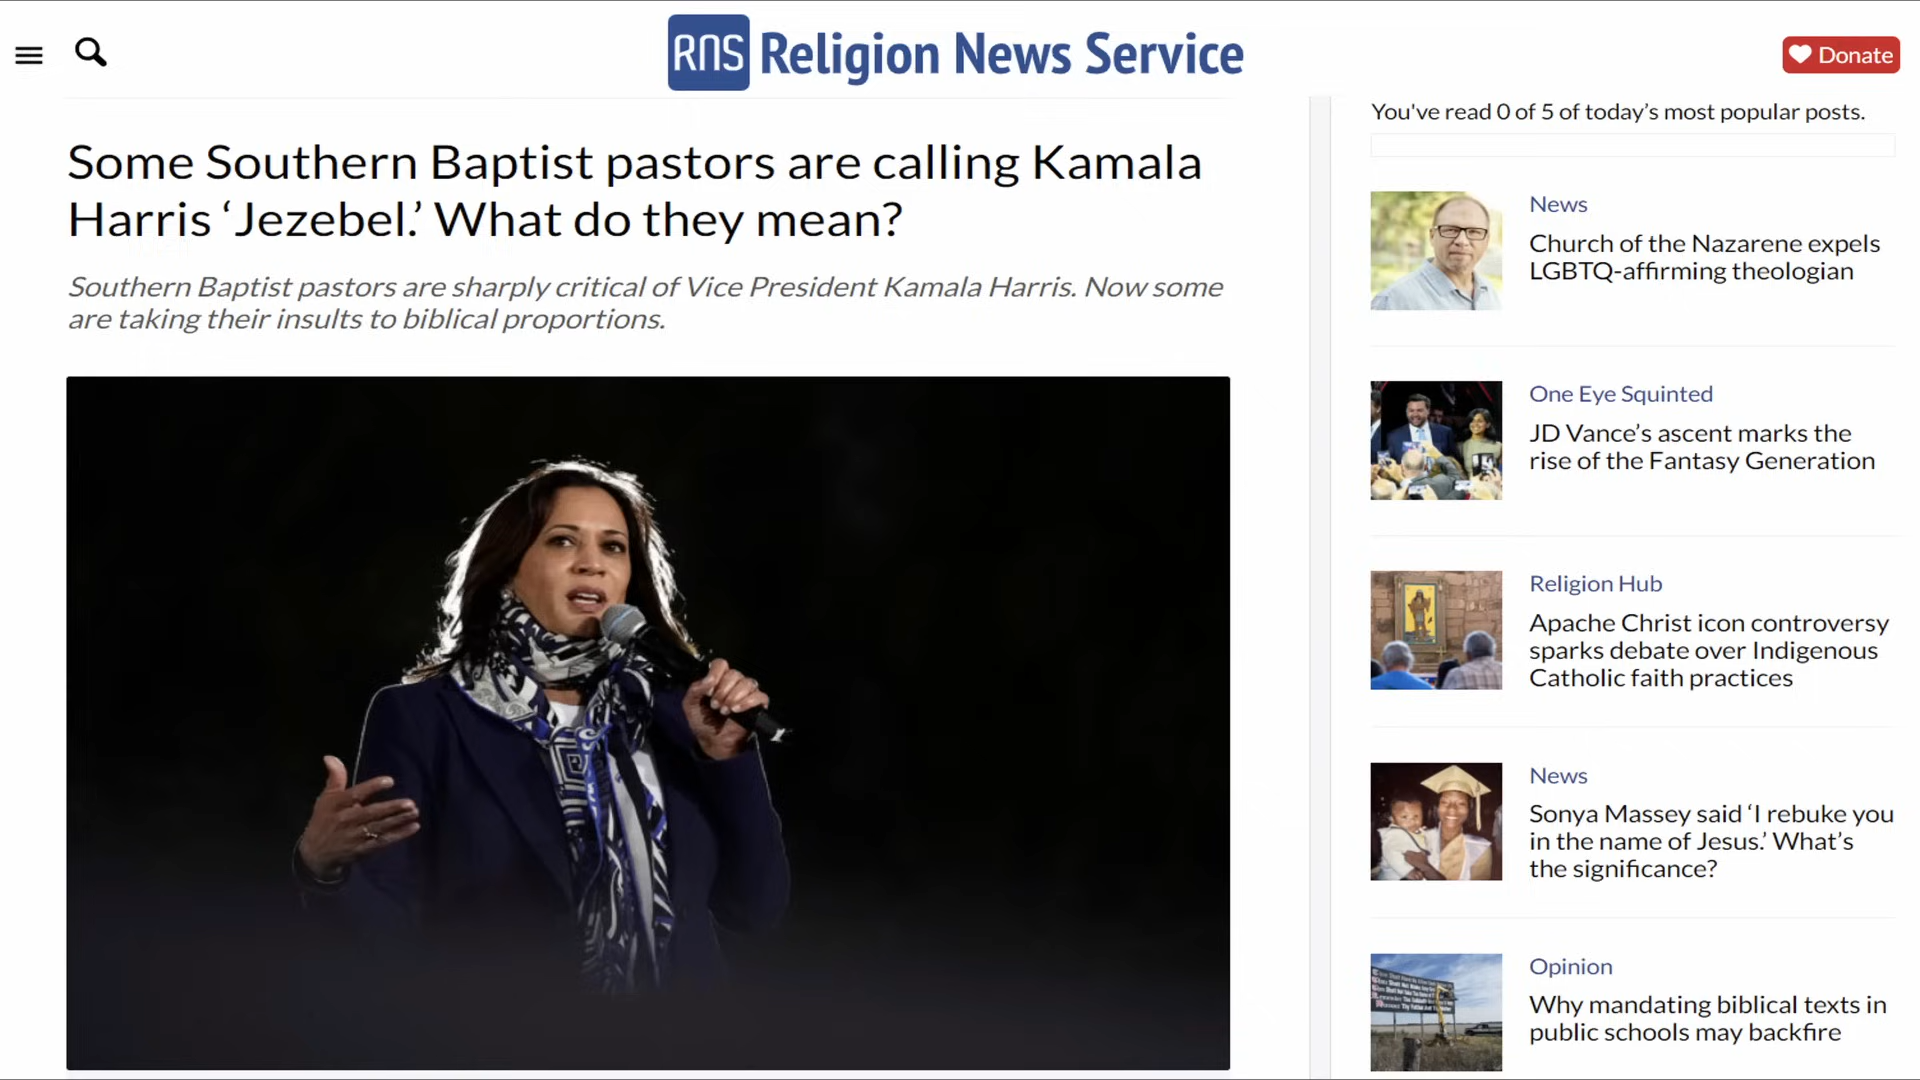 RNS Religion News Service
Donate
Some Southern Baptist pastors are calling Kamala
Harris ‘Jezebel.’ What do they mean?
Southern Baptist pastors are sharply critical of Vice President Kamala Harris. Now some
are taking their insults to biblical proportions.
You've read 0 of 5 of today’s most popular posts.
News
Church of the Nazarene expels
LGBTQ-affirming theologian
One Eye Squinted
JD Vance’s ascent marks the
rise of the Fantasy Generation
Religion Hub
Apache Christ icon controversy
sparks debate over Indigenous
Catholic faith practices
News
Sonya Massey said ‘I rebuke you
in the name of Jesus.’ What’s
the significance?
Opinion
Why mandating biblical texts in
public schools may backfire